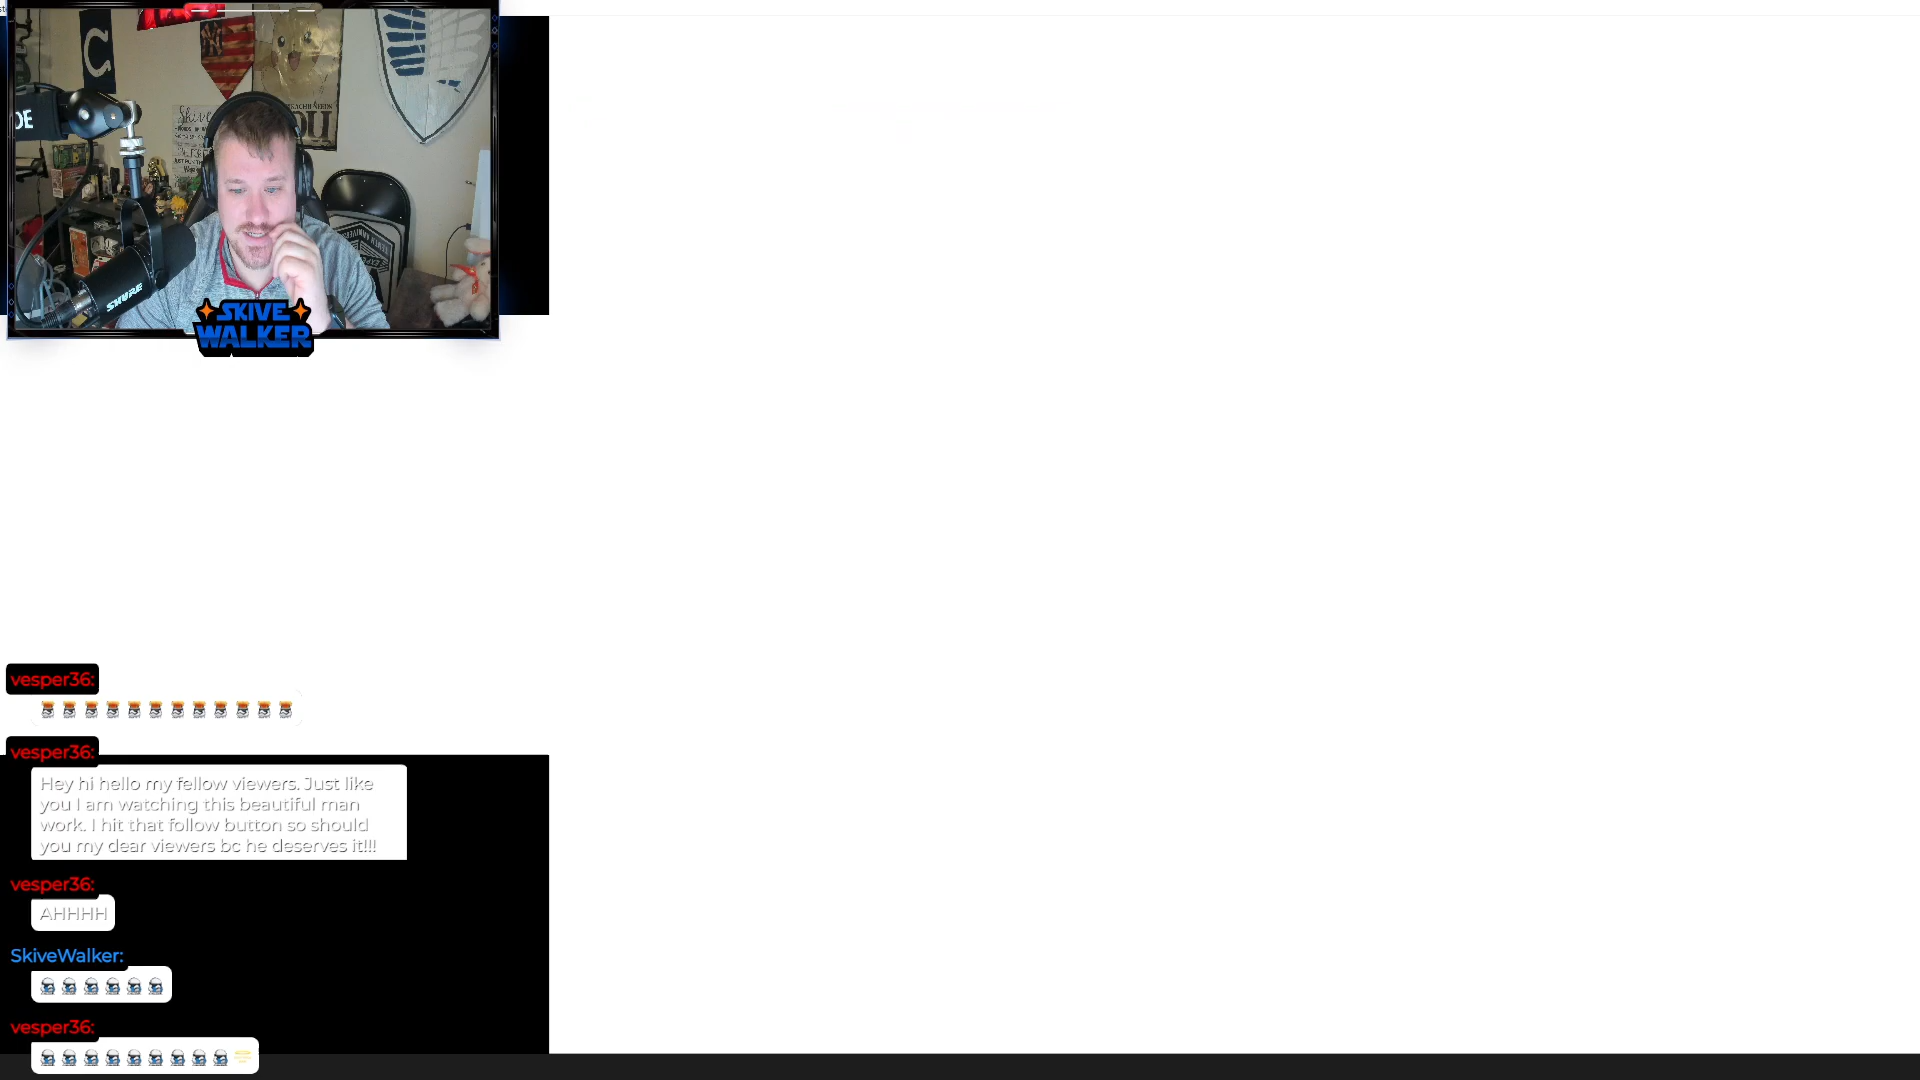 DE
C
OU
SHURE
SKIVE
WALKER
vesper36:
vesper36:
Hey hi hello my fellow viewers. Just like
you I am watching this beautiful man
work. I hit that follow button so should
you my dear viewers bc he deserves it!!!
vesper36:
AHHHH
SkiveWalker:
vesper36: